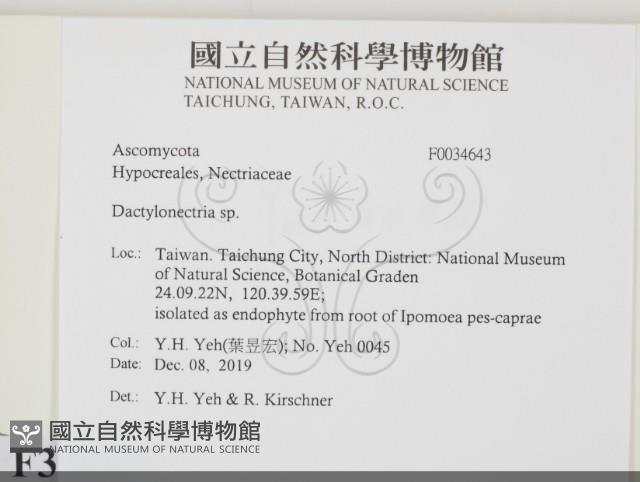 國立自然科學博物館
NATIONAL MUSEUM OF NATURAL SCIENCE
TAICHUNG, TAIWAN, R.O.C.
Ascomycota F0034643
Hypocreales, Nectriaceae
Dactylonectria sp.
Loc.: Taiwan. Taichung City, North District: National Museum
of Natural Science, Botanical Graden
24.09.22N, 120.39.59E;
isolated as endophyte from root of Ipomoea pes-caprae
Col.: Y.H. Yeh(葉昱宏); No. Yeh 0045
Date: Dec. 08, 2019
Det.: Y.H. Yeh & R. Kirschner
國立自然科學博物館
NATIONAL MUSEUM OF NATURAL SCIENCE
F3